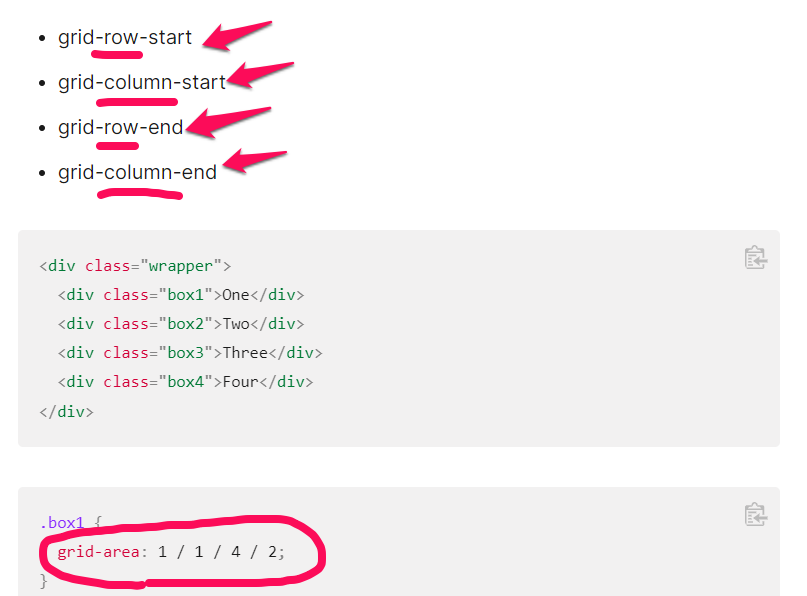 grid-row-start
grid-column-start
grid-row-end
grid-column-end
<div class="wrapper">
<div class="box1">One</div>
<div class="box2">Two</div>
<div class="box3">Three</div>
<div class="box4">Four</div>
</div>
.box1 {
grid-area: 1 / 1 / 4 / 2;
}